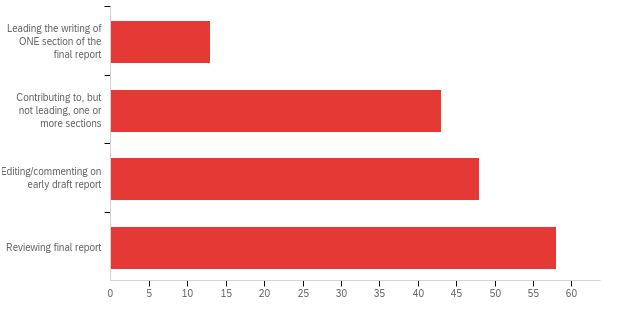 Leading the writing of
ONE section of the
final report
Contributing to, but
not leading, one or
more sections
Editing/commenting on
early draft report
Reviewing final report
0 5 10 15 20 25 30 35 40 45 50 55 60